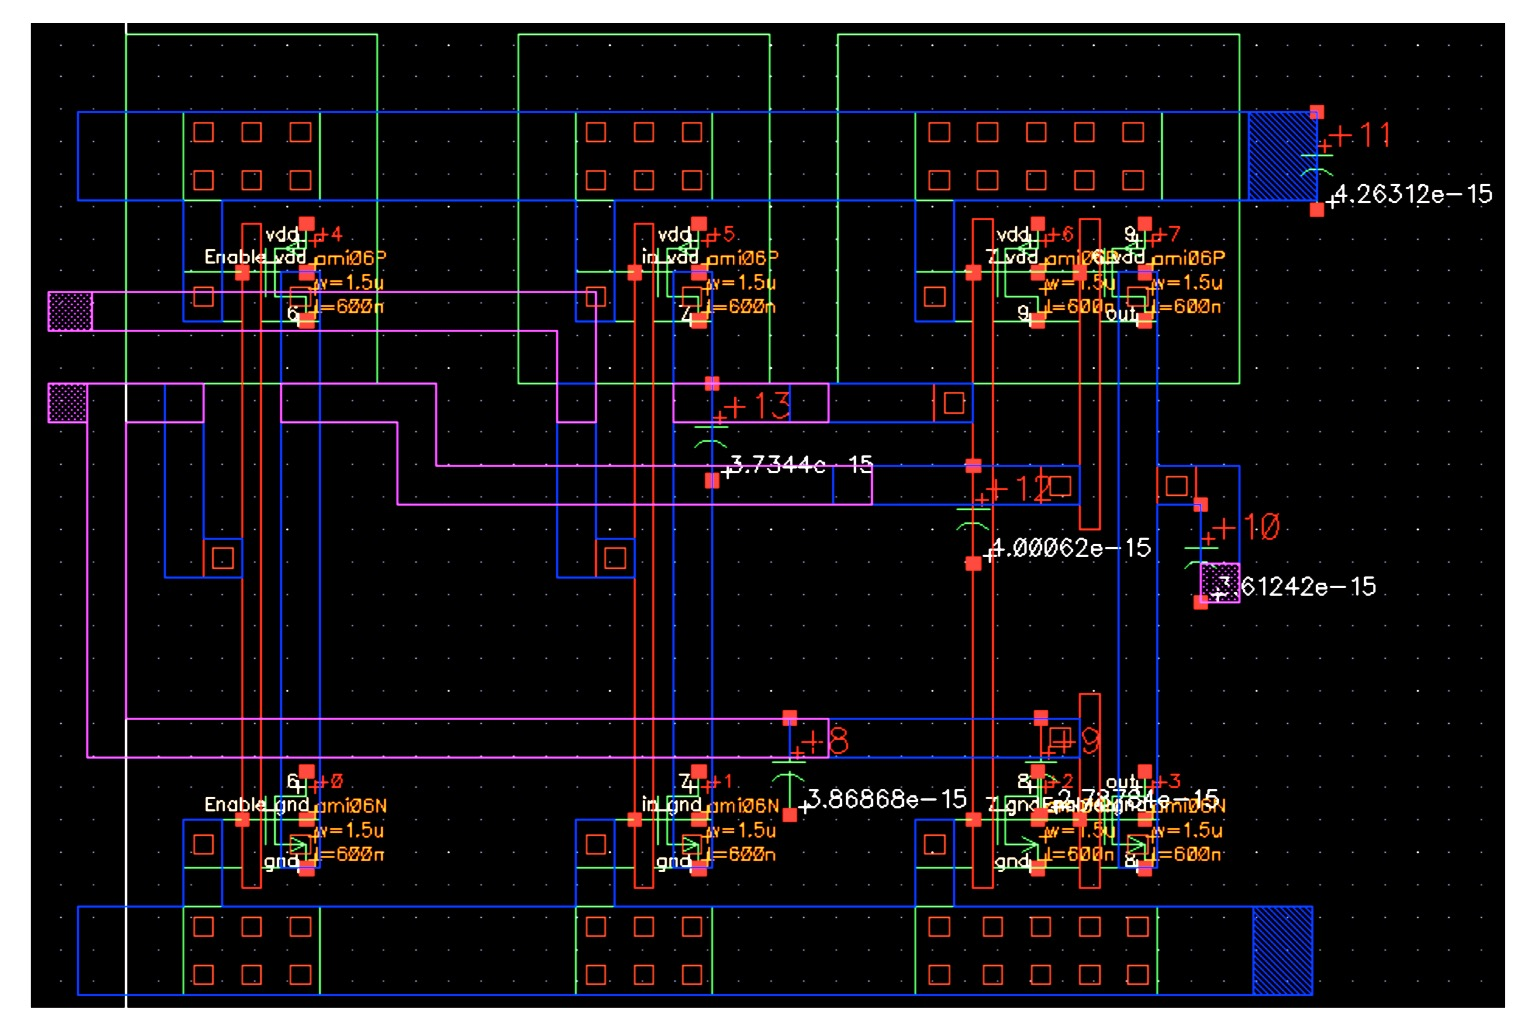 +11
4.26312e-15
vdd +4
Enable vdd ami06P
w=1.5u
l=600n
6
vdd +5
in vdd ami06P
w=1.5u
l=600n
7
vdd +6
7 vdd
w=1.5u
l=600n
9
9 +7
6 vdd ami06P
w=1.5u
l=600n
out
+13
3.7344e-15
+12
4.00062e-15
+10
3.61242e-15
+8
3.86868e-15
+9
6 +0
Enable gnd ami06N
w=1.5u
l=600n
gnd
7 +1
in gnd ami06N
w=1.5u
l=600n
gnd
8 +2
7 gnd
w=1.5u
l=600n
gnd
out +3
ami06N
w=1.5u
l=600n
8